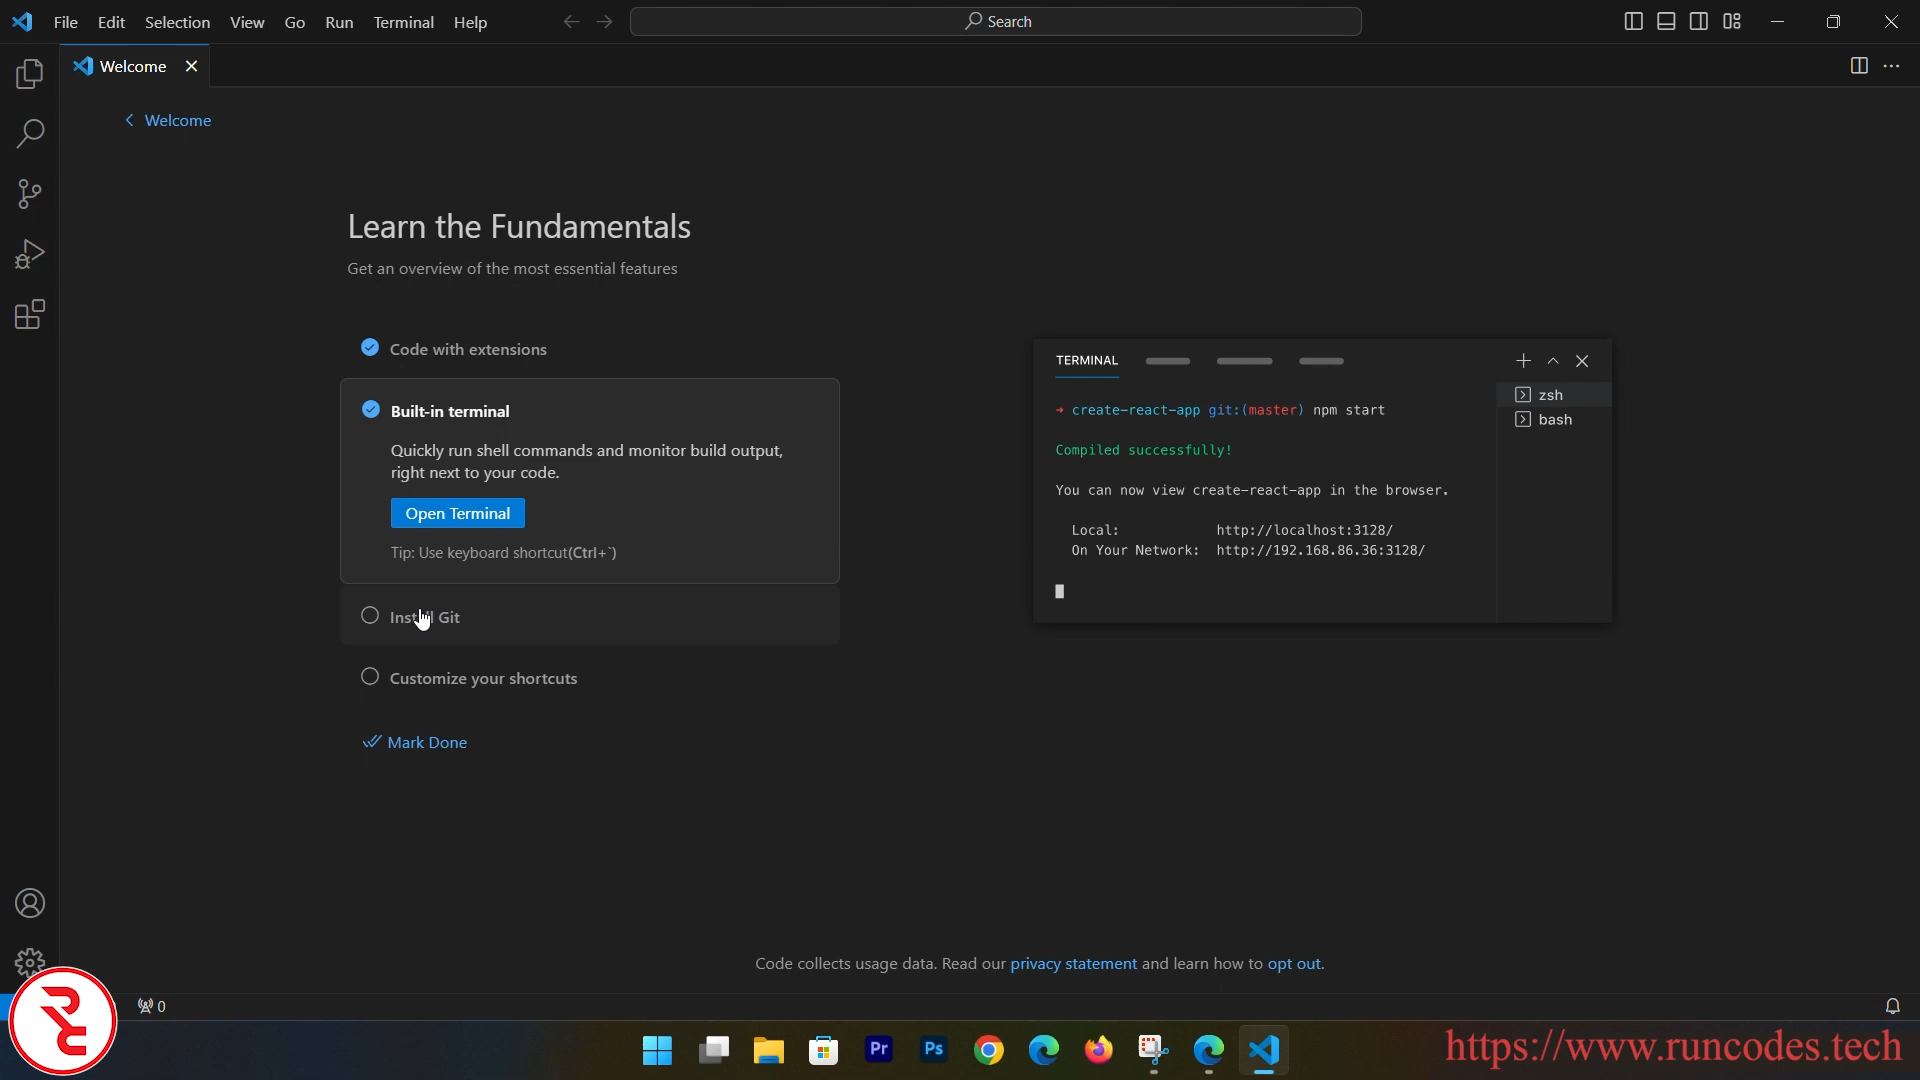 File Edit Selection View Go Run Terminal Help
Search
Welcome
Welcome
Learn the Fundamentals
Get an overview of the most essential features
Code with extensions
Built-in terminal
Quickly run shell commands and monitor build output,
right next to your code.
Open Terminal
Tip: Use keyboard shortcut(Ctrl+`)
Install Git
Customize your shortcuts
Mark Done
TERMINAL
zsh
bash
create-react-app git:(master) npm start
Compiled successfully!
You can now view create-react-app in the browser.
Local: http://localhost:3128/
On Your Network: http://192.168.86.36:3128/
Code collects usage data. Read our privacy statement and learn how to opt out.
0
Pr Ps
RC
https://www.runcodes.tech